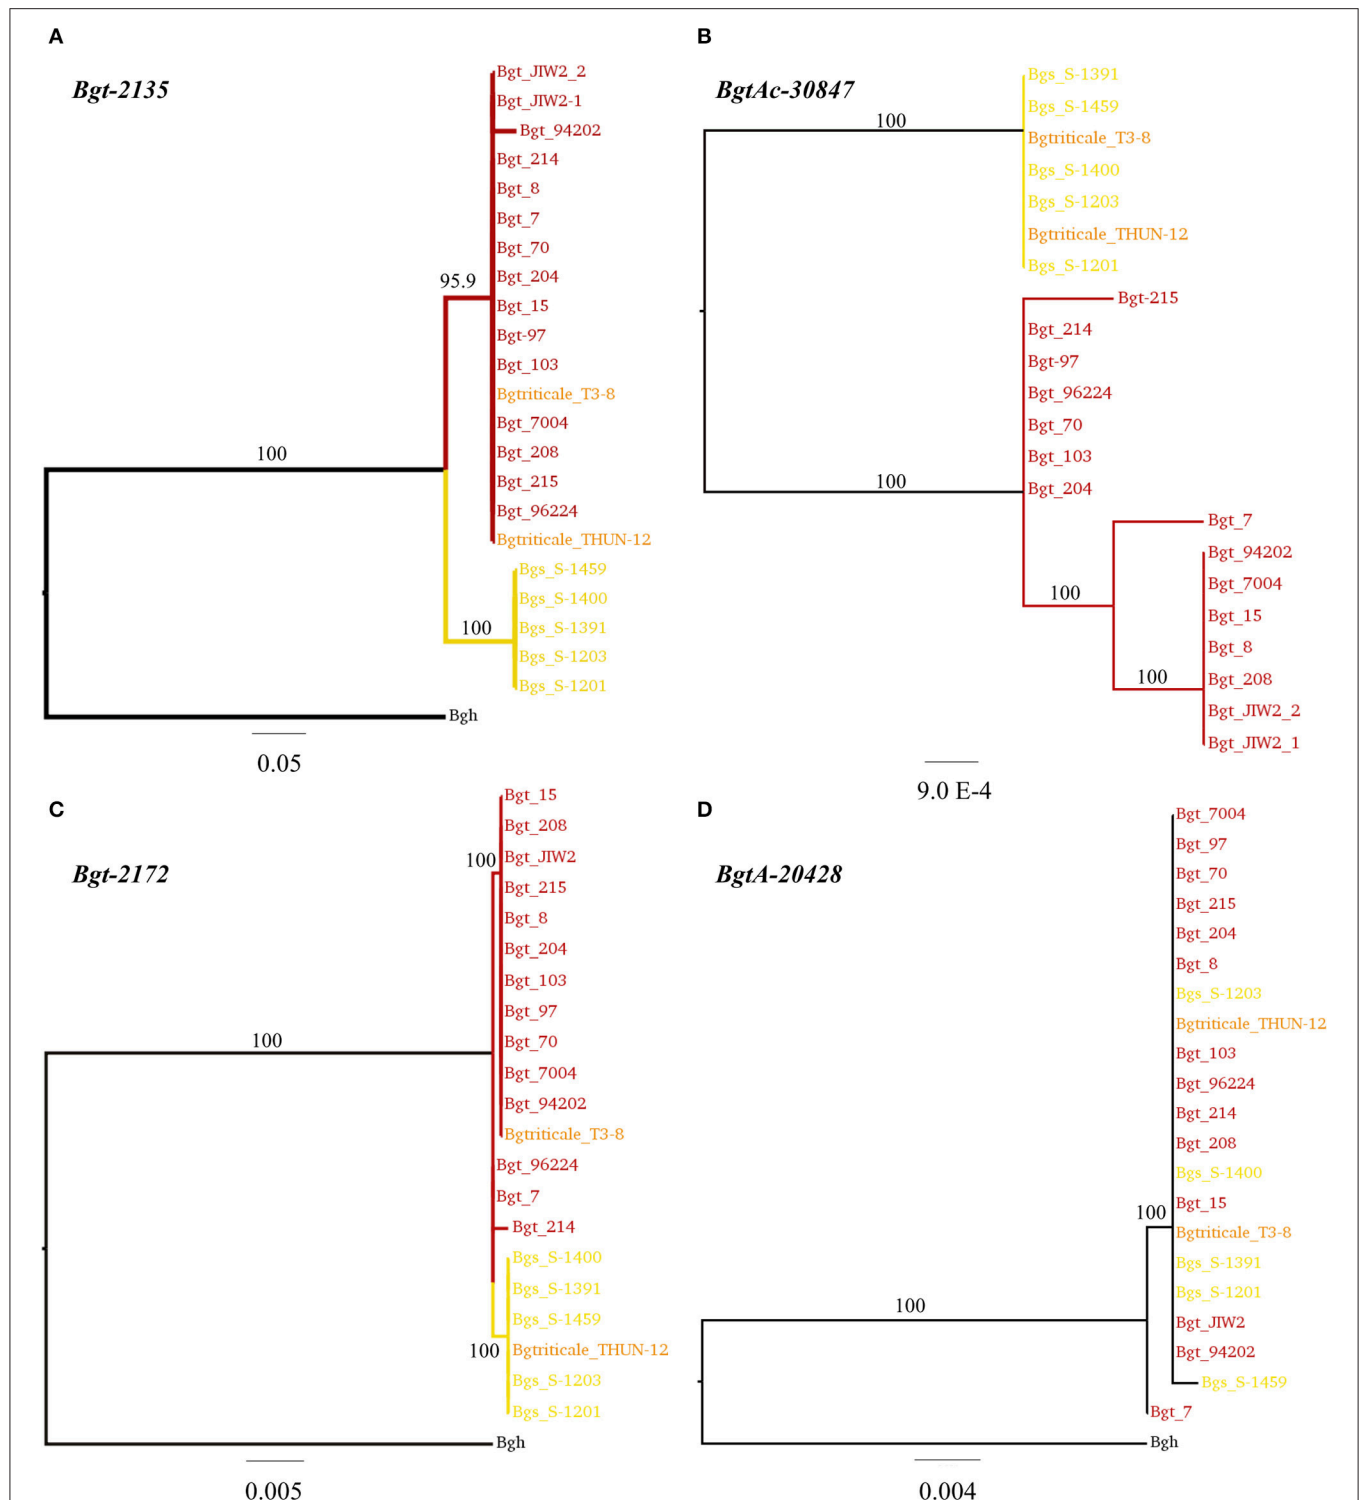 A
Bgt-2135
Bgt_JIW2_2
Bgt_JIW2-1
Bgt_94202
Bgt_214
Bgt_8
Bgt_7
Bgt_70
Bgt_204
95.9
Bgt_15
Bgt-97
Bgt_103
Bgtriticale_T3-8
Bgt_7004
100
Bgt_208
Bgt_215
Bgt_96224
Bgtriticale_THUN-12
Bgs_S-1459
Bgs_S-1400
100
Bgs_S-1391
Bgs_S-1203
Bgs_S-1201
Bgh
0.05
B
BgtAc-30847
Bgs_S-1391
Bgs_S-1459
100
Bgtriticale_T3-8
Bgs_S-1400
Bgs_S-1203
Bgtriticale_THUN-12
Bgs_S-1201
Bgt-215
Bgt_214
Bgt-97
Bgt_96224
Bgt_70
Bgt_103
100
Bgt_204
Bgt_7
Bgt_94202
Bgt_7004
100
Bgt_15
Bgt_8
100
Bgt_208
Bgt_JIW2_2
Bgt_JIW2_1
9.0 E-4
C
Bgt-2172
Bgt_15
Bgt_208
100
Bgt_JIW2
Bgt_215
Bgt_8
Bgt_204
Bgt_103
Bgt_97
100
Bgt_70
Bgt_7004
Bgt_94202
Bgtriticale_T3-8
Bgt_96224
Bgt_7
Bgt_214
Bgs_S-1400
Bgs_S-1391
Bgs_S-1459
100
Bgtriticale_THUN-12
Bgs_S-1203
Bgs_S-1201
Bgh
0.005
D
BgtA-20428
Bgt_7004
Bgt_97
Bgt_70
Bgt_215
Bgt_204
Bgt_8
Bgs_S-1203
Bgtriticale_THUN-12
Bgt_103
Bgt_96224
Bgt_214
Bgt_208
Bgs_S-1400
Bgt_15
100
Bgtriticale_T3-8
Bgs_S-1391
Bgs_S-1201
100
Bgt_JIW2
Bgt_94202
Bgs_S-1459
Bgt_7
Bgh
0.004